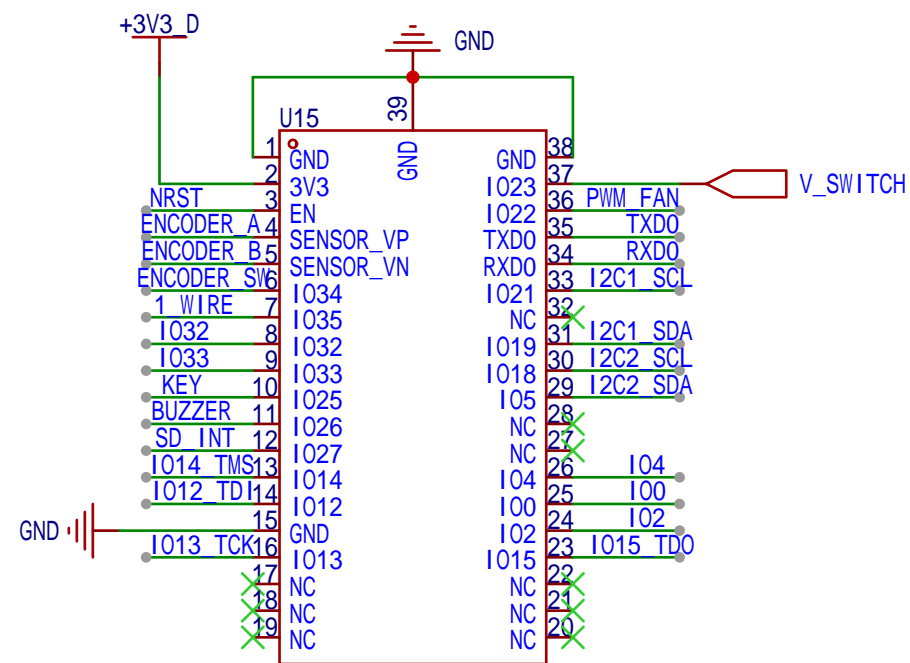 +3V3_D
GND
39
U15
GND
1 GND
2 3V3
NRST 3 EN
ENCODER_A 4 SENSOR_VP
ENCODER_B 5 SENSOR_VN
ENCODER_SW 6 IO34
1_WIRE 7 IO35
IO32 8 IO32
IO33 9 IO33
KEY 10 IO25
BUZZER 11 IO26
SD_INT 12 IO27
IO14_TMS 13 IO14
IO12_TDI 14 IO12
GND 15 GND
IO13_TCK 16 IO13
17 NC
18 NC
19 NC
GND 38
IO23 37 V_SWITCH
IO22 36 PWM_FAN
TXD0 35 TXD0
RXD0 34 RXD0
IO21 33 I2C1_SCL
NC 32
IO19 31 I2C1_SDA
IO18 30 I2C2_SCL
IO5 29 I2C2_SDA
NC 28
NC 27
IO4 26 IO4
IO0 25 IO0
IO2 24 IO2
IO15 23 IO15_TDO
NC 22
NC 21
NC 20